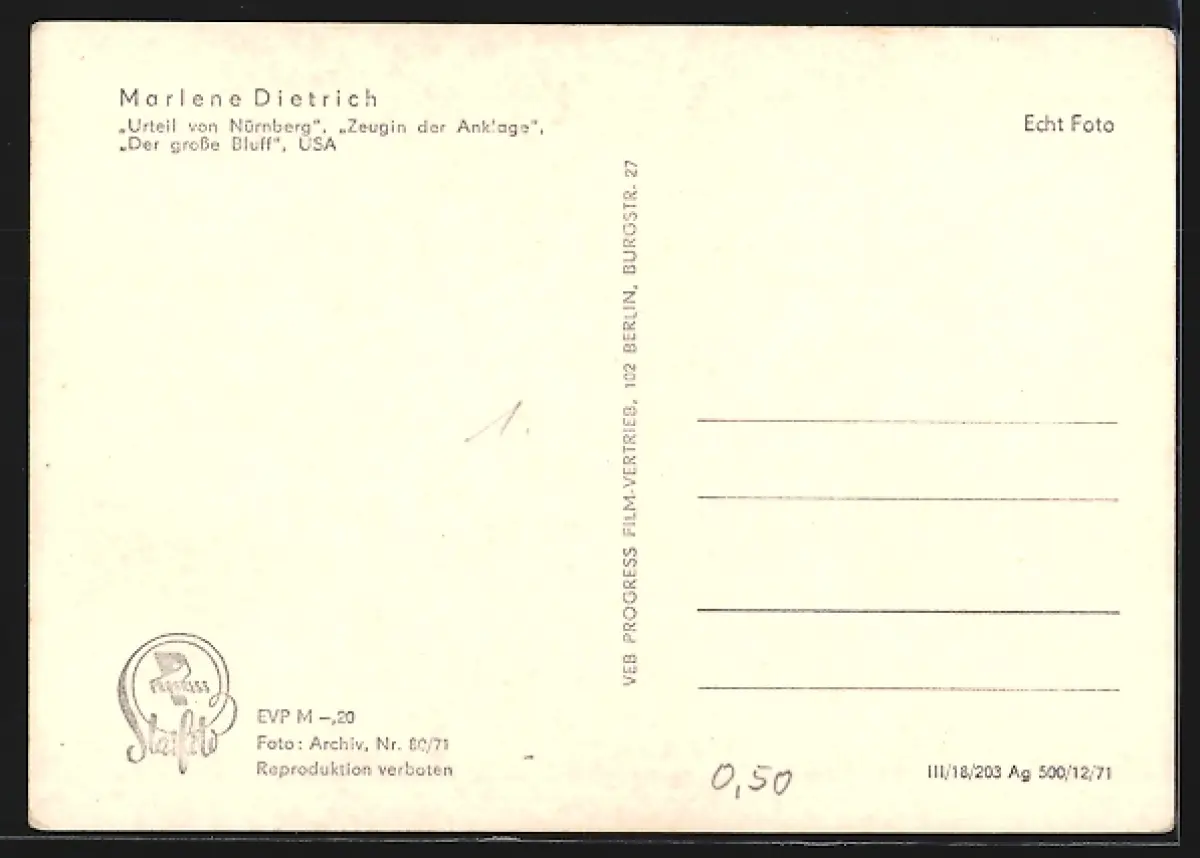 Marlene Dietrich
„Urteil von Nürnberg“, „Zeugin der Anklage“,
„Der große Bluff“, USA
Echt Foto
VEB PROGRESS FILM-VERTRIEB, 102 BERLIN, BURGSTR. 27
1.
PROGRESS
Starfoto
EVP M –,20
Foto: Archiv, Nr. 80/71
Reproduktion verboten
0,50
III/18/203 Ag 500/12/71